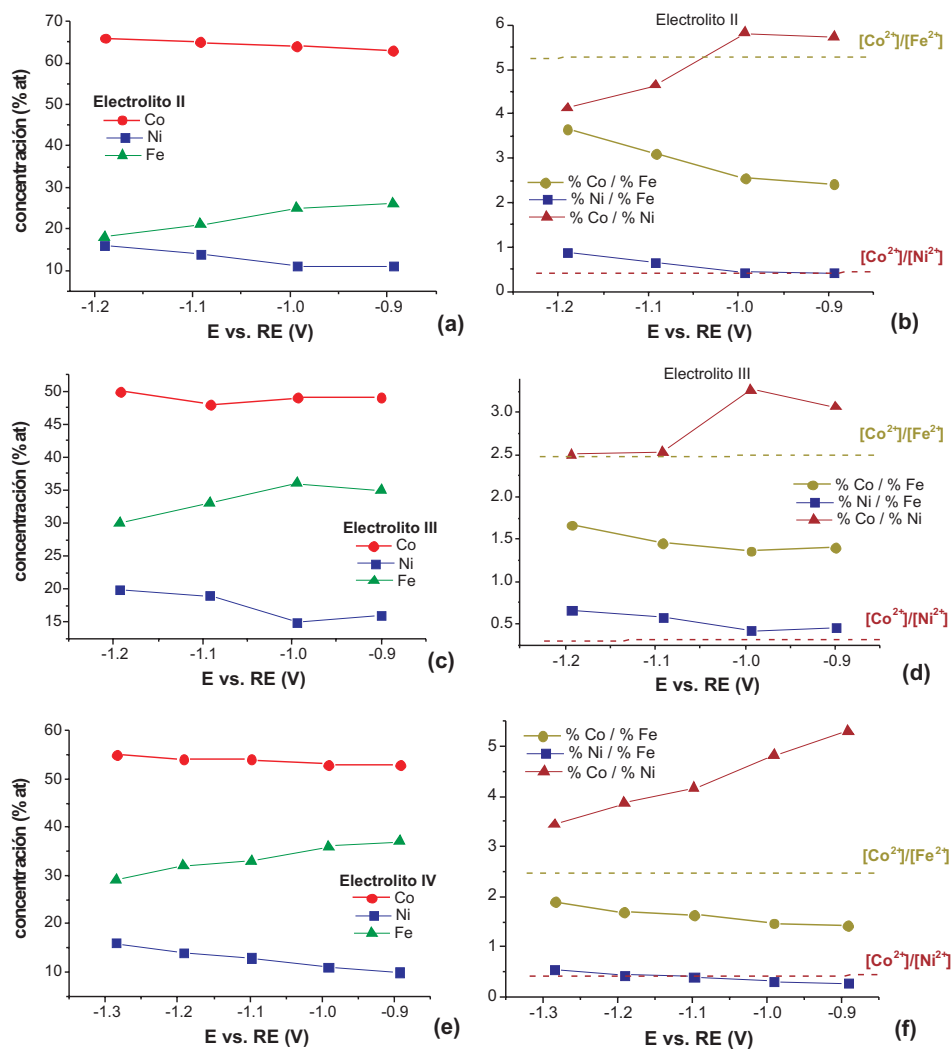 70
60
50
40
30
20
10
concentración (% at)
Electrolito II
Co
Ni
Fe
-1.2 -1.1 -1.0 -0.9
E vs. RE (V)
(a)
Electrolito II
6
5
4
3
2
1
0
[Co²⁺]/[Fe²⁺]
% Co / % Fe
% Ni / % Fe
% Co / % Ni
[Co²⁺]/[Ni²⁺]
-1.2 -1.1 -1.0 -0.9
E vs. RE (V)
(b)
50
45
40
35
30
25
20
15
concentración (% at)
Electrolito III
Co
Ni
Fe
-1.2 -1.1 -1.0 -0.9
E vs. RE (V)
(c)
Electrolito III
3.0
2.5
2.0
1.5
1.0
0.5
[Co²⁺]/[Fe²⁺]
% Co / % Fe
% Ni / % Fe
% Co / % Ni
[Co²⁺]/[Ni²⁺]
-1.2 -1.1 -1.0 -0.9
E vs. RE (V)
(d)
60
50
40
30
20
10
concentración (% at)
Electrolito IV
Co
Ni
Fe
-1.3 -1.2 -1.1 -1.0 -0.9
E vs. RE (V)
(e)
5
4
3
2
1
0
% Co / % Fe
% Ni / % Fe
% Co / % Ni
[Co²⁺]/[Fe²⁺]
[Co²⁺]/[Ni²⁺]
-1.3 -1.2 -1.1 -1.0 -0.9
E vs. RE (V)
(f)